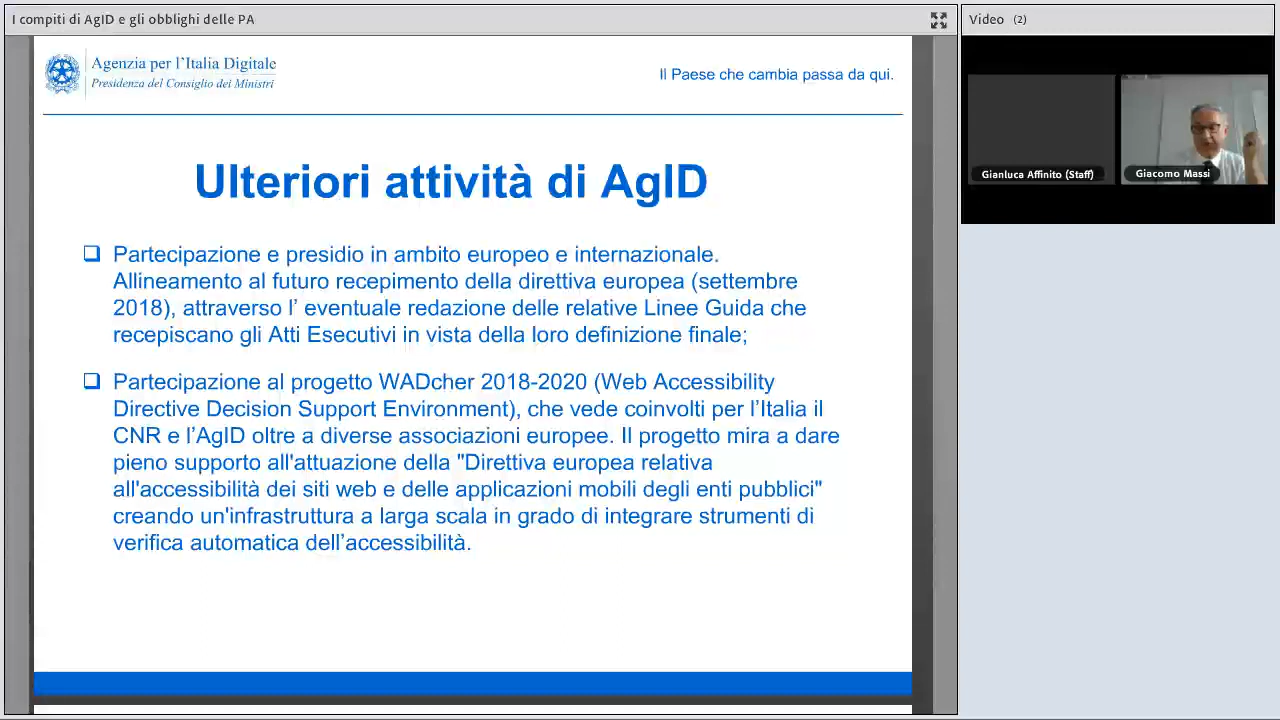 I compiti di AgID e gli obblighi delle PA
Video (2)
Agenzia per l'Italia Digitale
Presidenza del Consiglio dei Ministri
Il Paese che cambia passa da qui.
Gianluca Affinito (Staff)
Giacomo Massi
Ulteriori attività di AgID
❑ Partecipazione e presidio in ambito europeo e internazionale.
Allineamento al futuro recepimento della direttiva europea (settembre
2018), attraverso l' eventuale redazione delle relative Linee Guida che
recepiscano gli Atti Esecutivi in vista della loro definizione finale;
❑ Partecipazione al progetto WADcher 2018-2020 (Web Accessibility
Directive Decision Support Environment), che vede coinvolti per l'Italia il
CNR e l'AgID oltre a diverse associazioni europee. Il progetto mira a dare
pieno supporto all'attuazione della "Direttiva europea relativa
all'accessibilità dei siti web e delle applicazioni mobili degli enti pubblici"
creando un'infrastruttura a larga scala in grado di integrare strumenti di
verifica automatica dell'accessibilità.